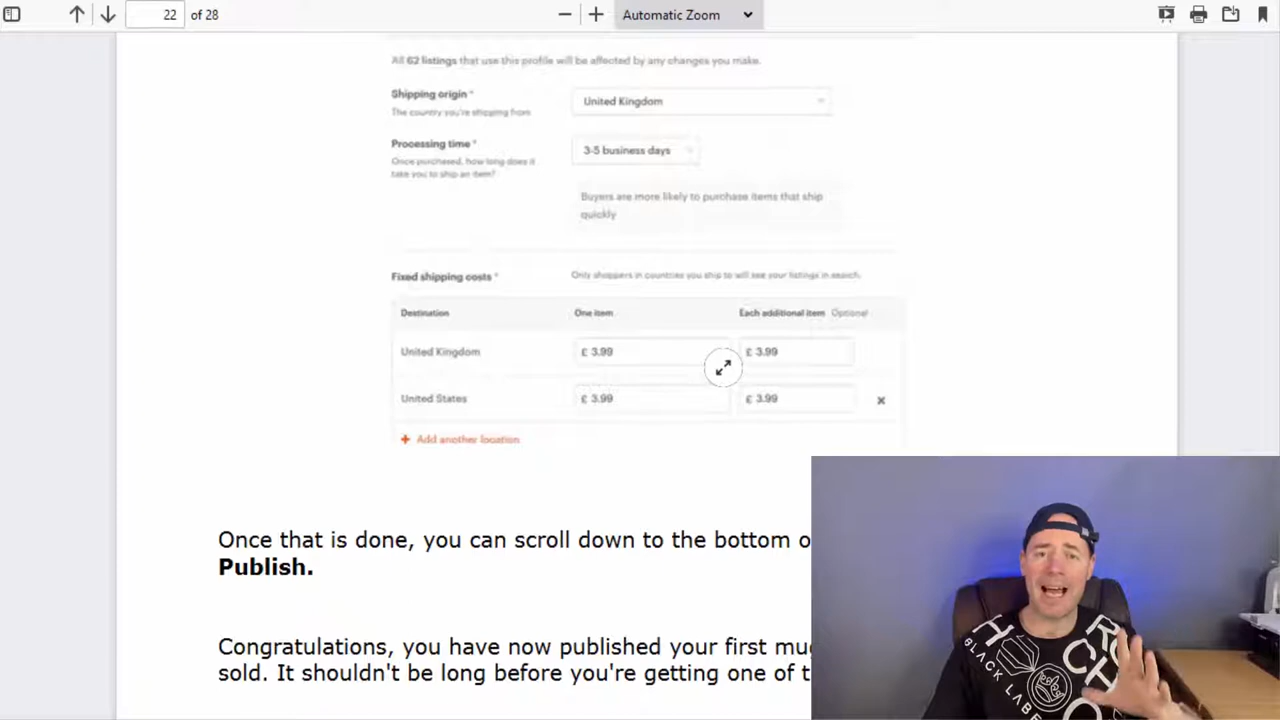 22 of 28 Automatic Zoom
All 62 listings that use this profile will be affected by any changes you make.
Shipping origin * United Kingdom
The country you're shipping from
Processing time * 3-5 business days
Once purchased, how long does it
take you to ship an item?
Buyers are more likely to purchase items that ship
quickly
Fixed shipping costs * Only shoppers in countries you ship to will see your listings in search.
Destination One item Each additional item Optional
United Kingdom £ 3.99 £ 3.99
United States £ 3.99 £ 3.99
+ Add another location
Once that is done, you can scroll down to the bottom
Publish.
Congratulations, you have now published your first
sold. It shouldn't be long before you're getting one of
BLACK LABE